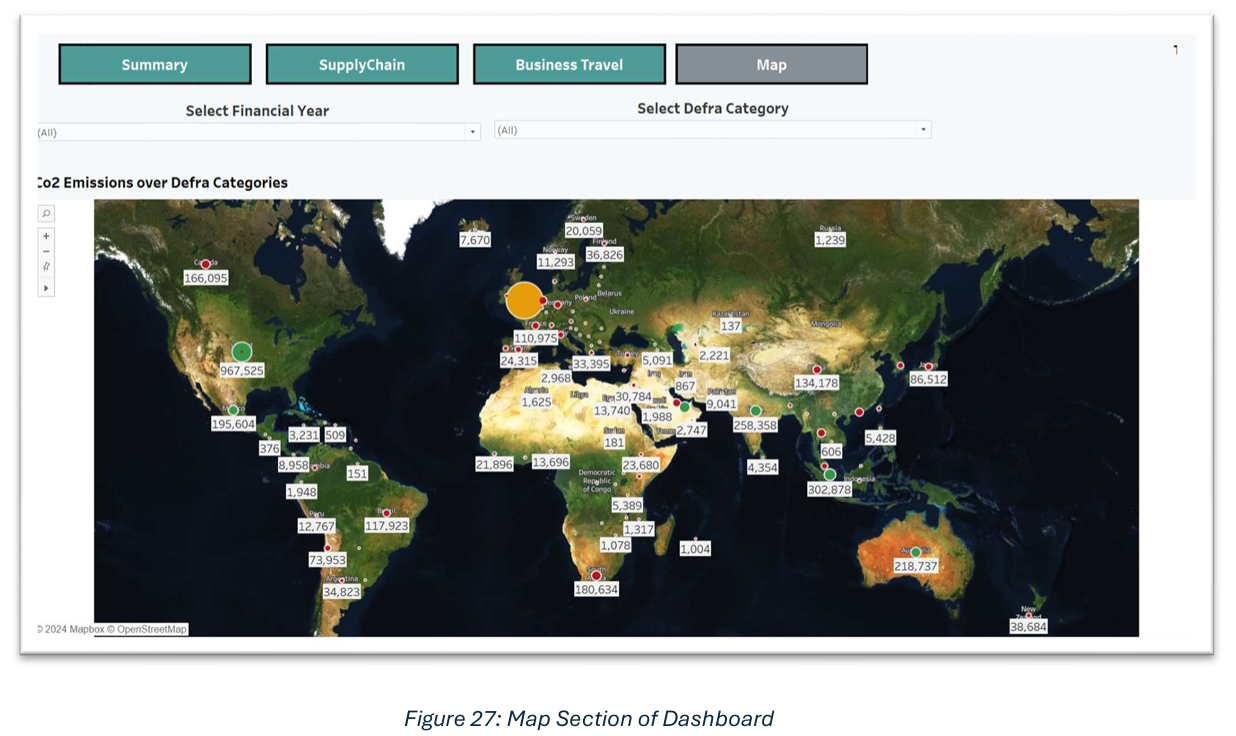 Summary
SupplyChain
Business Travel
Map
Select Financial Year
Select Defra Category
(All)
(All)
Co2 Emissions over Defra Categories
Sweden
20,059
7,670
Finland
36,826
Norway
11,293
Russia
1,239
Canada
166,095
Poland
Belarus
Ukraine
Kazakhstan
137
Mongolia
110,975
24,315
33,395
5,091
2,221
967,525
134,178
86,512
2,968
Iraq
Iran
867
Algeria
1,625
Libya
30,784
Pakistan
9,041
Mexico
195,604
13,740
1,988
2,747
258,358
3,231
509
Sudan
181
5,428
376
606
8,958
151
21,896
13,696
23,680
4,354
Democratic
Republic
of Congo
Indonesia
302,878
1,948
5,389
Peru
12,767
Brazil
117,923
1,317
1,078
1,004
73,953
Australia
218,737
Argentina
34,823
South
180,634
New
Zealand
38,684
© 2024 Mapbox © OpenStreetMap
Figure 27: Map Section of Dashboard